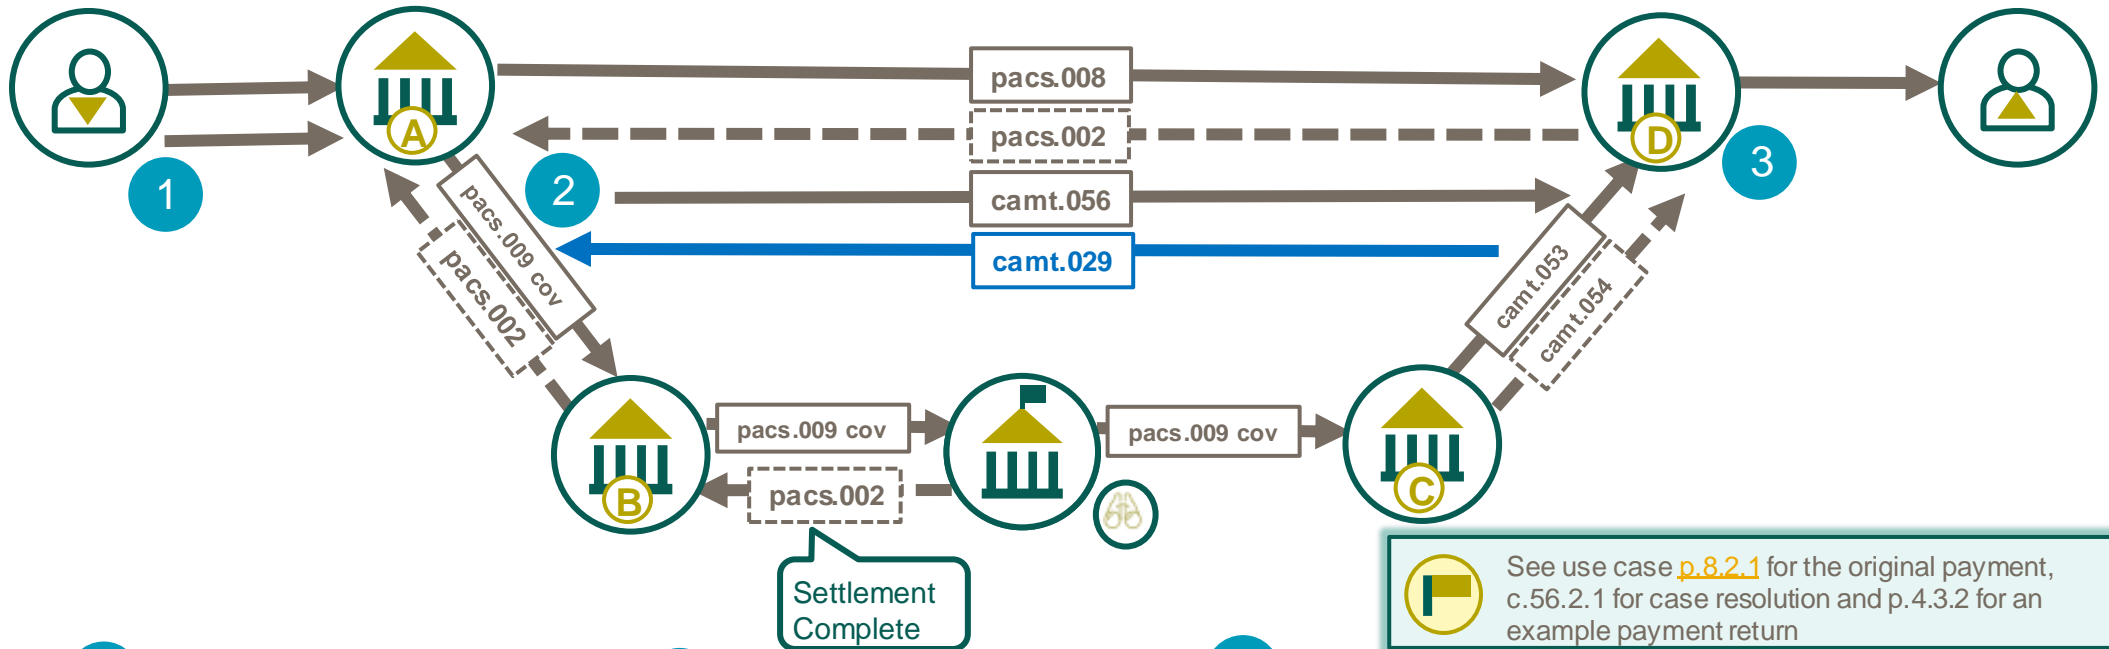 pacs.008
A
pacs.002
D
1
2
3
pacs.009 cov
camt.056
pacs.002
camt.029
camt.053
camt.054
pacs.009 cov
pacs.009 cov
B
pacs.002
C
Settlement
Complete
See use case p.8.2.1 for the original payment,
c.56.2.1 for case resolution and p.4.3.2 for an
example payment return